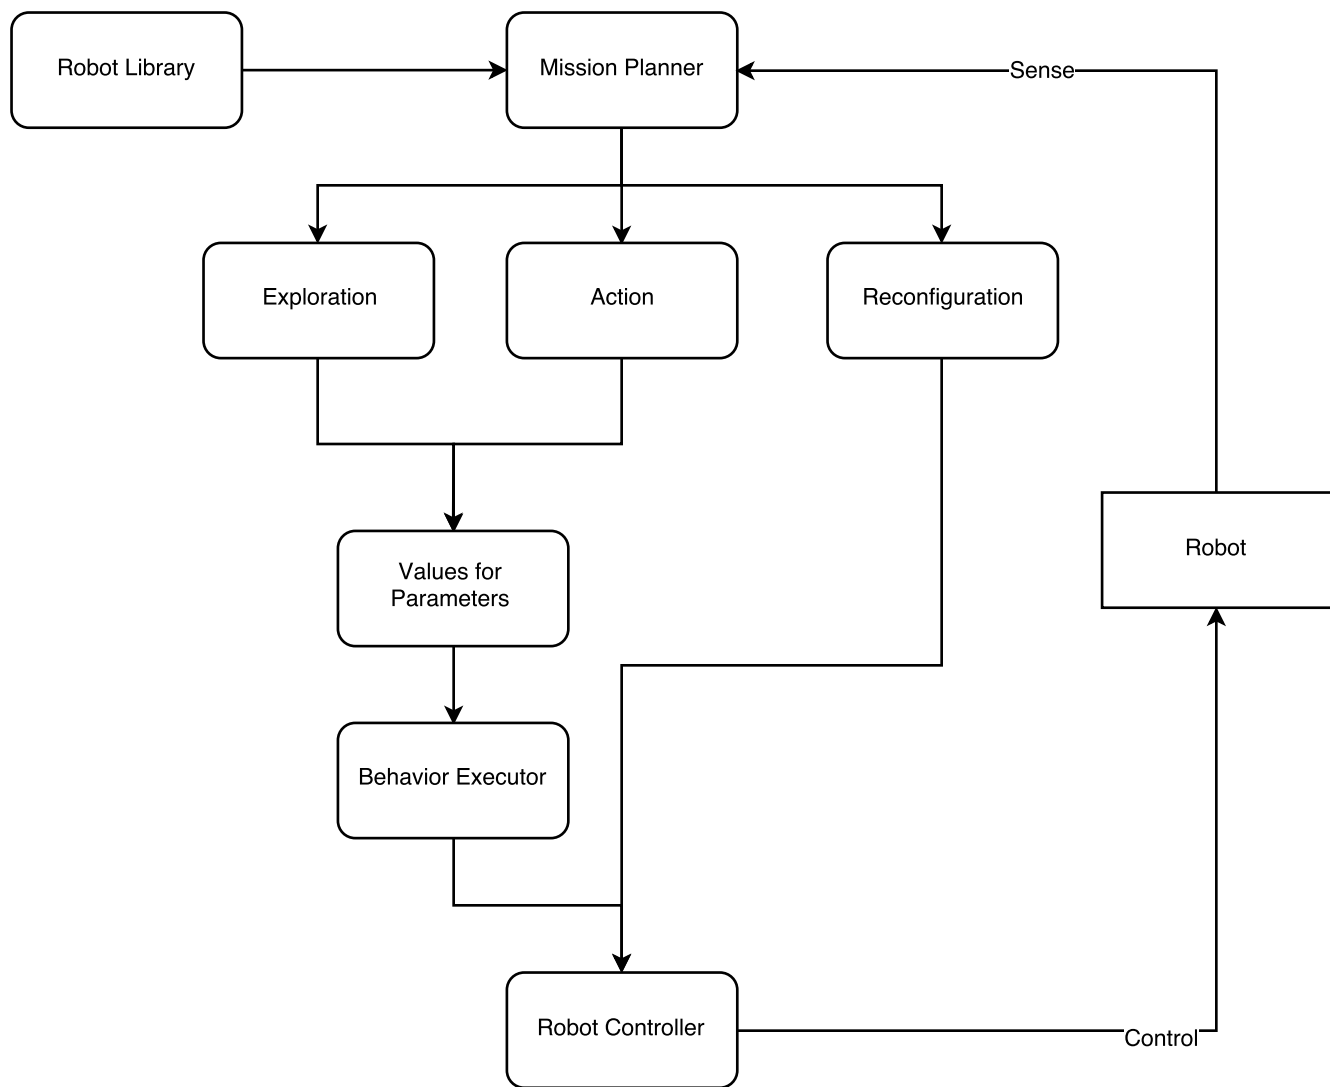 Robot Library
Mission Planner
Sense
Exploration
Action
Reconfiguration
Robot
Values for
Parameters
Behavior Executor
Robot Controller
Control